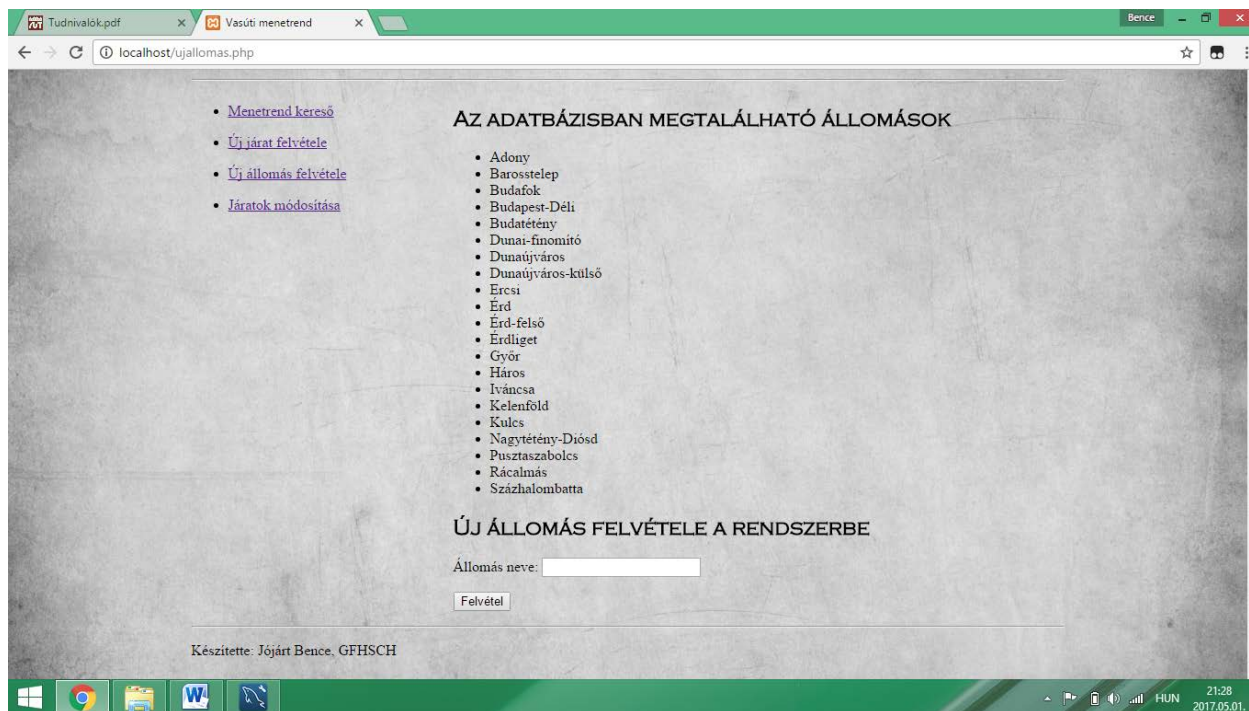 Tudnivalók.pdf
Vasúti menetrend
Bence
localhost/ujallomas.php
Menetrend kereső
Új járat felvétele
Új állomás felvétele
Járatok módosítása
Az adatbázisban megtalálható állomások
Adony
Barosstelep
Budafok
Budapest-Déli
Budatétény
Dunai-finomító
Dunaújváros
Dunaújváros-külső
Ercsi
Érd
Érd-felső
Érdliget
Győr
Háros
Iváncsa
Kelenföld
Kulcs
Nagytétény-Diósd
Pusztaszabolcs
Rácalmás
Százhalombatta
Új állomás felvétele a rendszerbe
Állomás neve:
Felvétel
Készítette: Jójárt Bence, GFHSCH
HUN
21:28
2017.05.01.